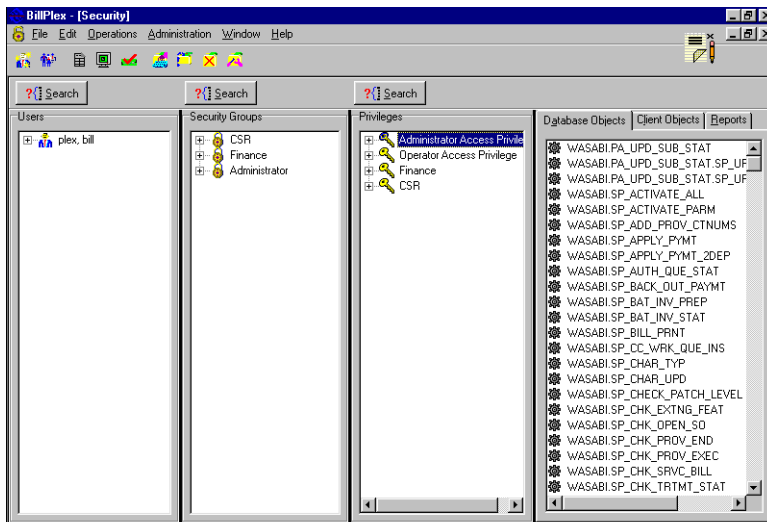 BillPlex - [Security]
File Edit Operations Administration Window Help
?{] Search
?{] Search
?{] Search
Users
plex, bill
Security Groups
CSR
Finance
Administrator
Privileges
Administrator Access Privile
Operator Access Privilege
Finance
CSR
Database Objects Client Objects Reports
WASABI.PA_UPD_SUB_STAT
WASABI.PA_UPD_SUB_STAT.SP_UF
WASABI.SP_ACTIVATE_ALL
WASABI.SP_ACTIVATE_PARM
WASABI.SP_ADD_PROV_CTNUMS
WASABI.SP_APPLY_PYMT
WASABI.SP_APPLY_PYMT_2DEP
WASABI.SP_AUTH_QUE_STAT
WASABI.SP_BACK_OUT_PAYMT
WASABI.SP_BAT_INV_PREP
WASABI.SP_BAT_INV_STAT
WASABI.SP_BILL_PRNT
WASABI.SP_CC_WRK_QUE_INS
WASABI.SP_CHAR_TYP
WASABI.SP_CHAR_UPD
WASABI.SP_CHECK_PATCH_LEVEL
WASABI.SP_CHK_EXTNG_FEAT
WASABI.SP_CHK_OPEN_SO
WASABI.SP_CHK_PROV_END
WASABI.SP_CHK_PROV_EXEC
WASABI.SP_CHK_SRVC_BILL
WASABI.SP_CHK_TRTMT_STAT